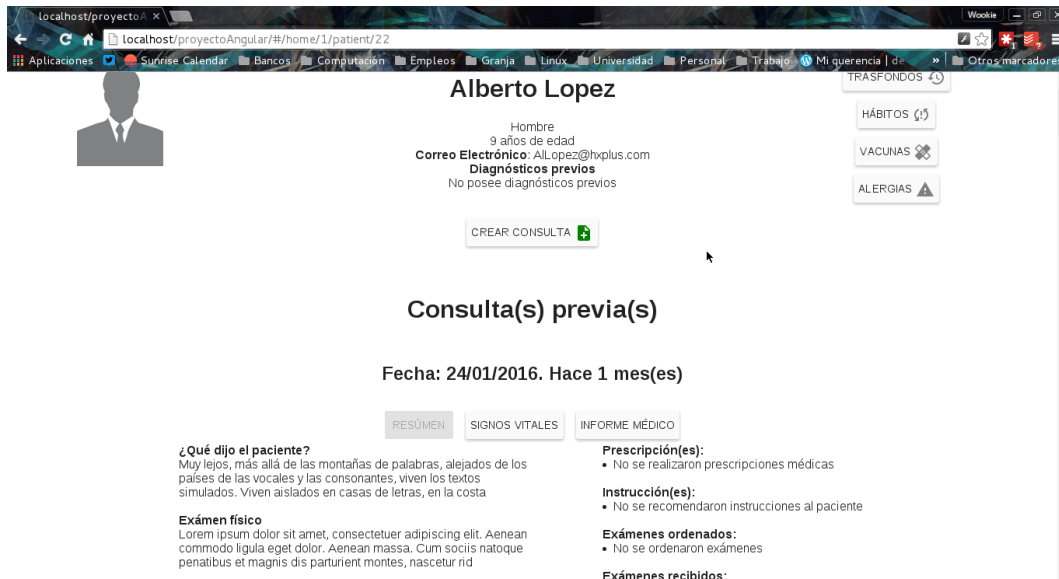 localhost/proyectoA
Wookie
localhost/proyectoAngular/#/home/1/patient/22
Aplicaciones Sunrise Calendar Bancos Computación Empleos Granja Linux Universidad Personal Trabajo Mi querencia | de » Otros marcadores
Alberto Lopez
Hombre
9 años de edad
Correo Electrónico: AlLopez@hxplus.com
Diagnósticos previos
No posee diagnósticos previos
TRASFONDOS
HÁBITOS
VACUNAS
ALERGIAS
CREAR CONSULTA
Consulta(s) previa(s)
Fecha: 24/01/2016. Hace 1 mes(es)
RESÚMEN SIGNOS VITALES INFORME MÉDICO
¿Qué dijo el paciente?
Muy lejos, más allá de las montañas de palabras, alejados de los
países de las vocales y las consonantes, viven los textos
simulados. Viven aislados en casas de letras, en la costa
Exámen físico
Lorem ipsum dolor sit amet, consectetuer adipiscing elit. Aenean
commodo ligula eget dolor. Aenean massa. Cum sociis natoque
penatibus et magnis dis parturient montes, nascetur rid
Prescripción(es):
• No se realizaron prescripciones médicas
Instrucción(es):
• No se recomendaron instrucciones al paciente
Exámenes ordenados:
• No se ordenaron exámenes
Exámenes recibidos: